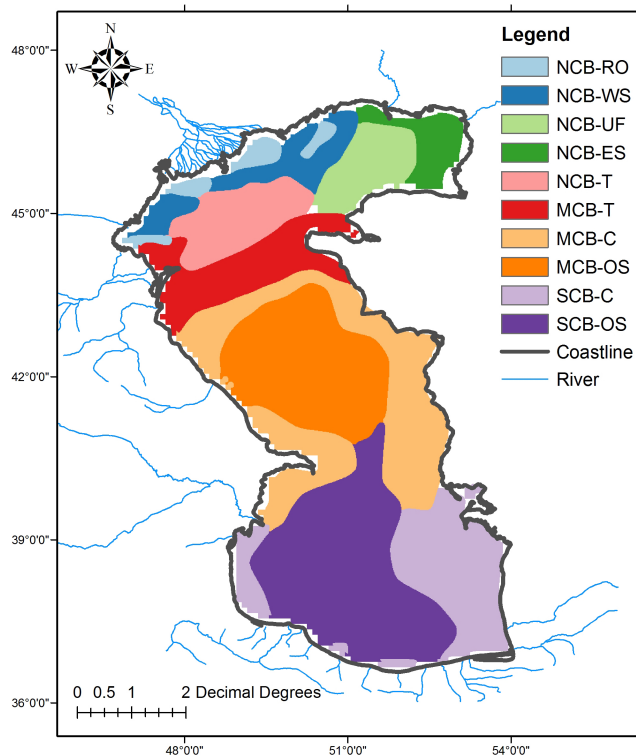 48°0'0"
45°0'0"
42°0'0"
39°0'0"
36°0'0"
N
W E
S
Legend
NCB-RO
NCB-WS
NCB-UF
NCB-ES
NCB-T
MCB-T
MCB-C
MCB-OS
SCB-C
SCB-OS
Coastline
River
0 0.5 1 2 Decimal Degrees
48°0'0" 51°0'0" 54°0'0"